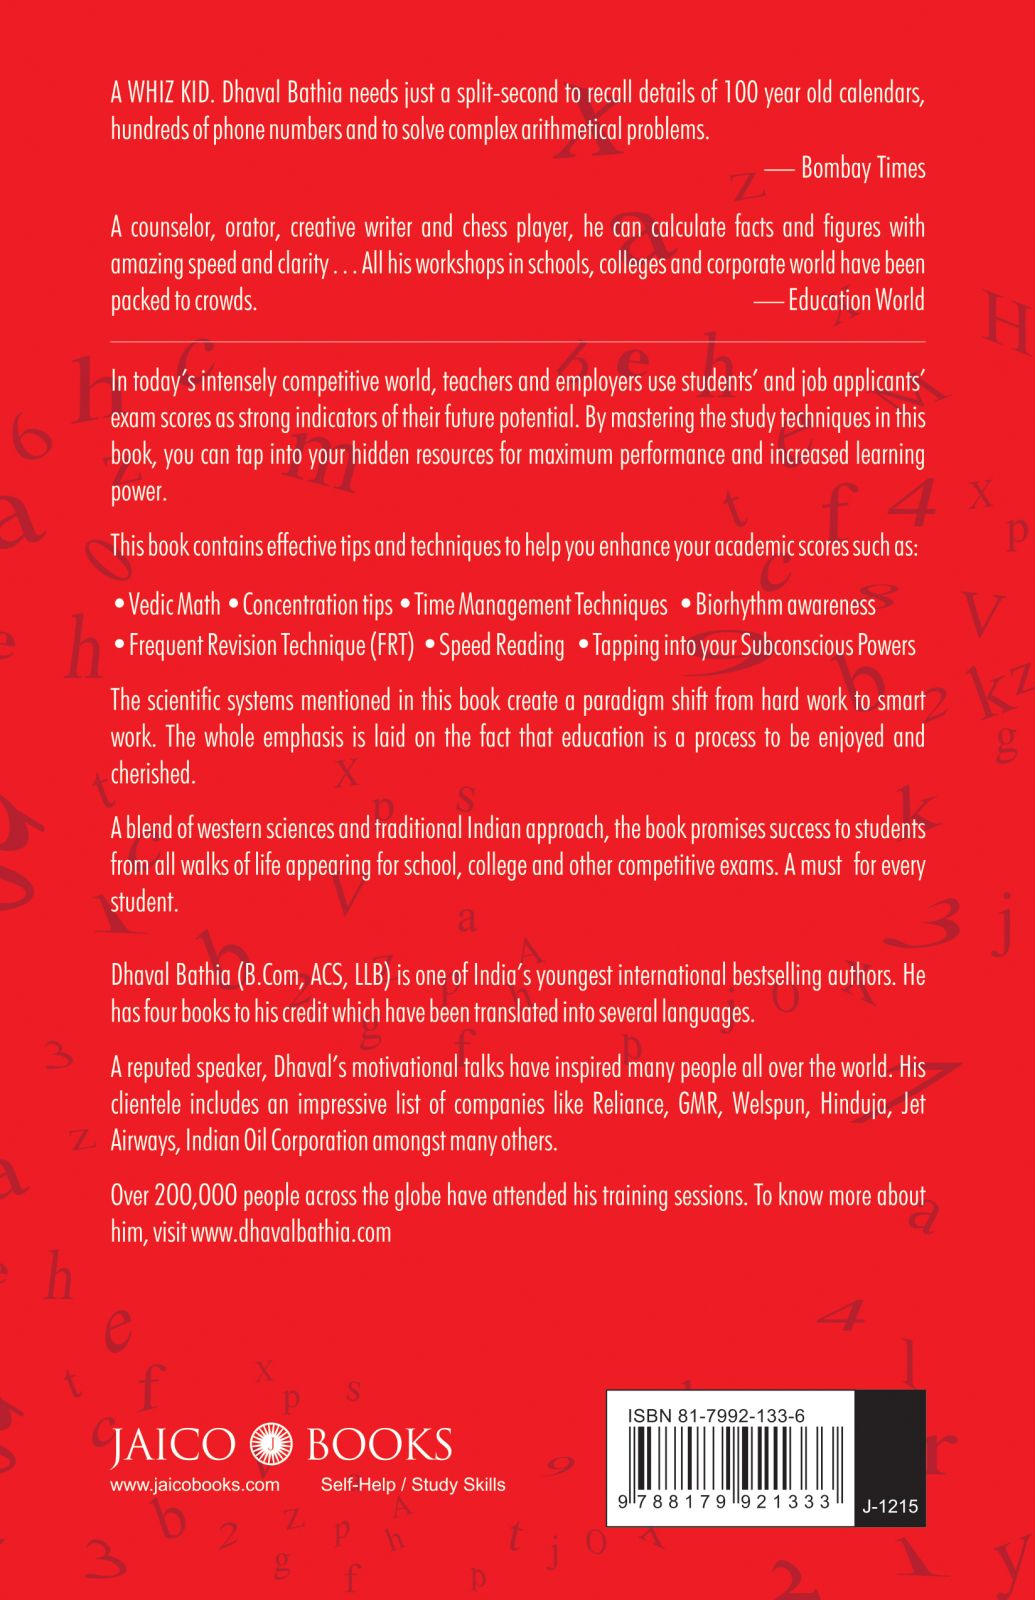 A WHIZ KID. Dhaval Bathia needs just a split-second to recall details of 100 year old calendars,
hundreds of phone numbers and to solve complex arithmetical problems.
— Bombay Times
A counselor, orator, creative writer and chess player, he can calculate facts and figures with
amazing speed and clarity . . . All his workshops in schools, colleges and corporate world have been
packed to crowds. — Education World
In today's intensely competitive world, teachers and employers use students' and job applicants'
exam scores as strong indicators of their future potential. By mastering the study techniques in this
book, you can tap into your hidden resources for maximum performance and increased learning
power.
This book contains effective tips and techniques to help you enhance your academic scores such as:
• Vedic Math • Concentration tips • Time Management Techniques • Biorhythm awareness
• Frequent Revision Technique (FRT) • Speed Reading • Tapping into your Subconscious Powers
The scientific systems mentioned in this book create a paradigm shift from hard work to smart
work. The whole emphasis is laid on the fact that education is a process to be enjoyed and
cherished.
A blend of western sciences and traditional Indian approach, the book promises success to students
from all walks of life appearing for school, college and other competitive exams. A must for every
student.
Dhaval Bathia (B.Com, ACS, LLB) is one of India's youngest international bestselling authors. He
has four books to his credit which have been translated into several languages.
A reputed speaker, Dhaval's motivational talks have inspired many people all over the world. His
clientele includes an impressive list of companies like Reliance, GMR, Welspun, Hinduja, Jet
Airways, Indian Oil Corporation amongst many others.
Over 200,000 people across the globe have attended his training sessions. To know more about
him, visit www.dhavalbathia.com
JAICO J BOOKS
www.jaicobooks.com Self-Help / Study Skills
ISBN 81-7992-133-6
9 788179 921333
J-1215